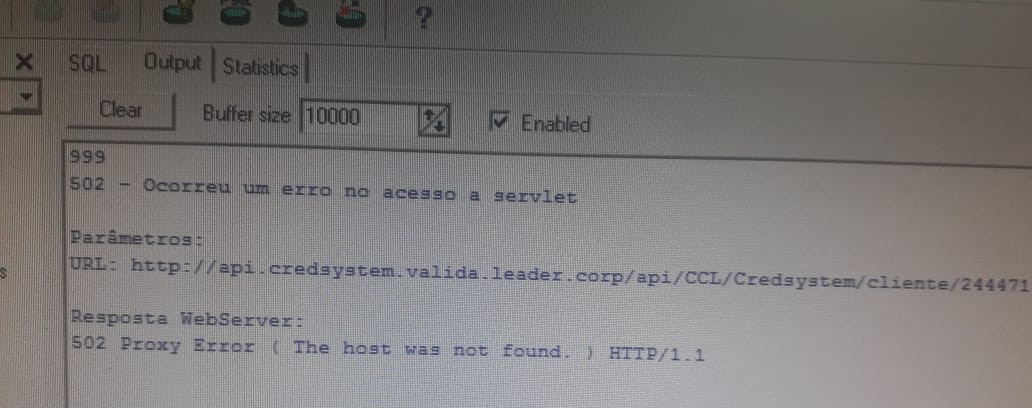 ?
SQL Output Statistics
Clear Buffer size 10000 Enabled
999
502 - Ocorreu um erro no acesso a servlet
Parâmetros:
URL: http://api.credsystem.valida.leader.corp/api/CCL/Credsystem/cliente/244471
s
Resposta WebServer:
502 Proxy Error ( The host was not found. ) HTTP/1.1